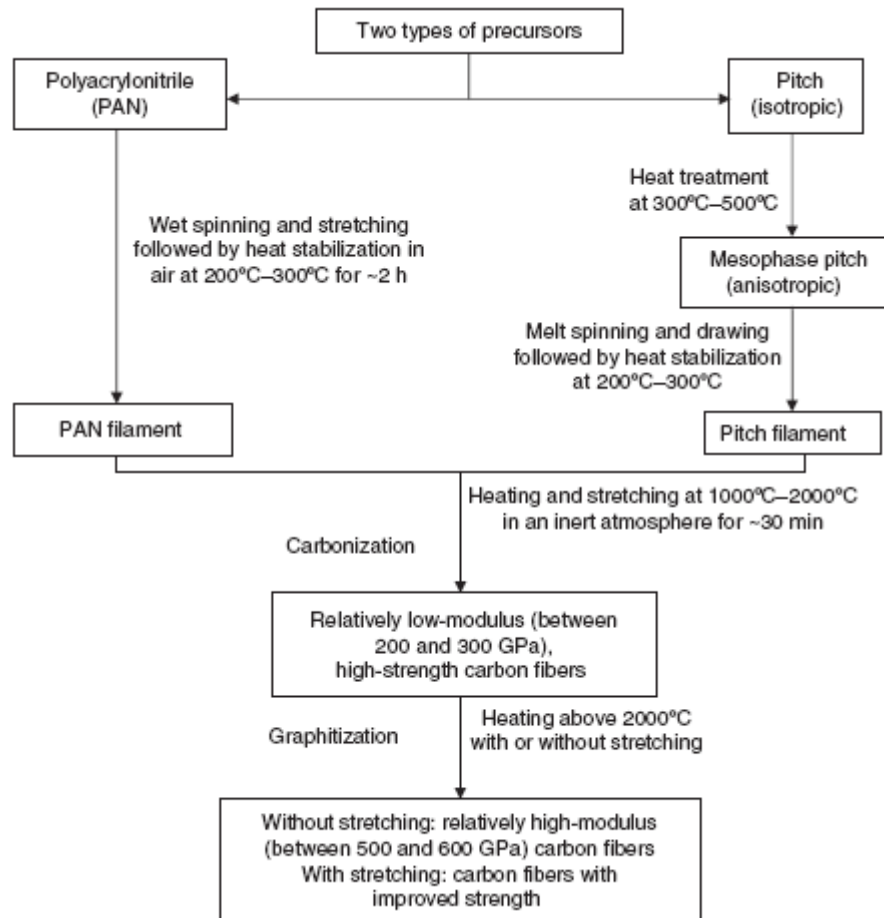 Two types of precursors
Polyacrylonitrile
(PAN)
Pitch
(isotropic)
Heat treatment
at 300ºC–500ºC
Wet spinning and stretching
followed by heat stabilization in
air at 200ºC–300ºC for ~2 h
Mesophase pitch
(anisotropic)
Melt spinning and drawing
followed by heat stabilization
at 200ºC–300ºC
PAN filament
Pitch filament
Heating and stretching at 1000ºC–2000ºC
in an inert atmosphere for ~30 min
Carbonization
Relatively low-modulus (between
200 and 300 GPa),
high-strength carbon fibers
Graphitization
Heating above 2000ºC
with or without stretching
Without stretching: relatively high-modulus
(between 500 and 600 GPa) carbon fibers
With stretching: carbon fibers with
improved strength